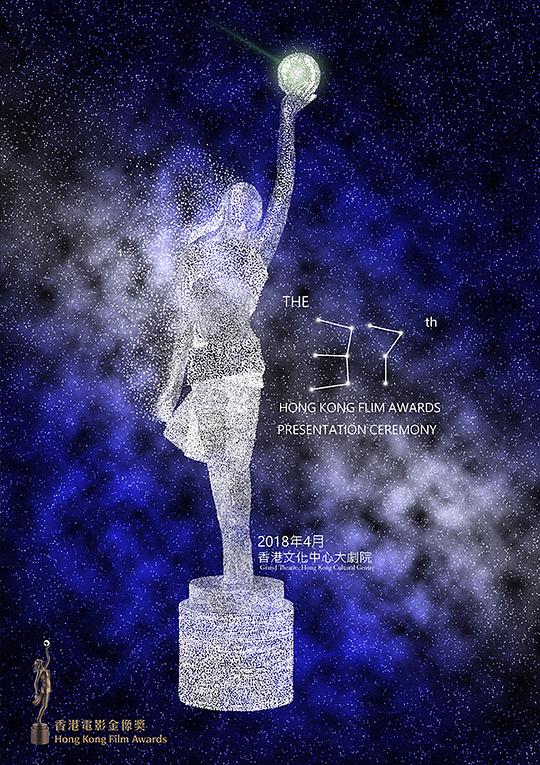 THE
37th
HONG KONG FLIM AWARDS
PRESENTATION CEREMONY
2018年4月
香港文化中心大劇院
Grand Theatre, Hong Kong Cultural Centre
香港電影金像獎
Hong Kong Film Awards